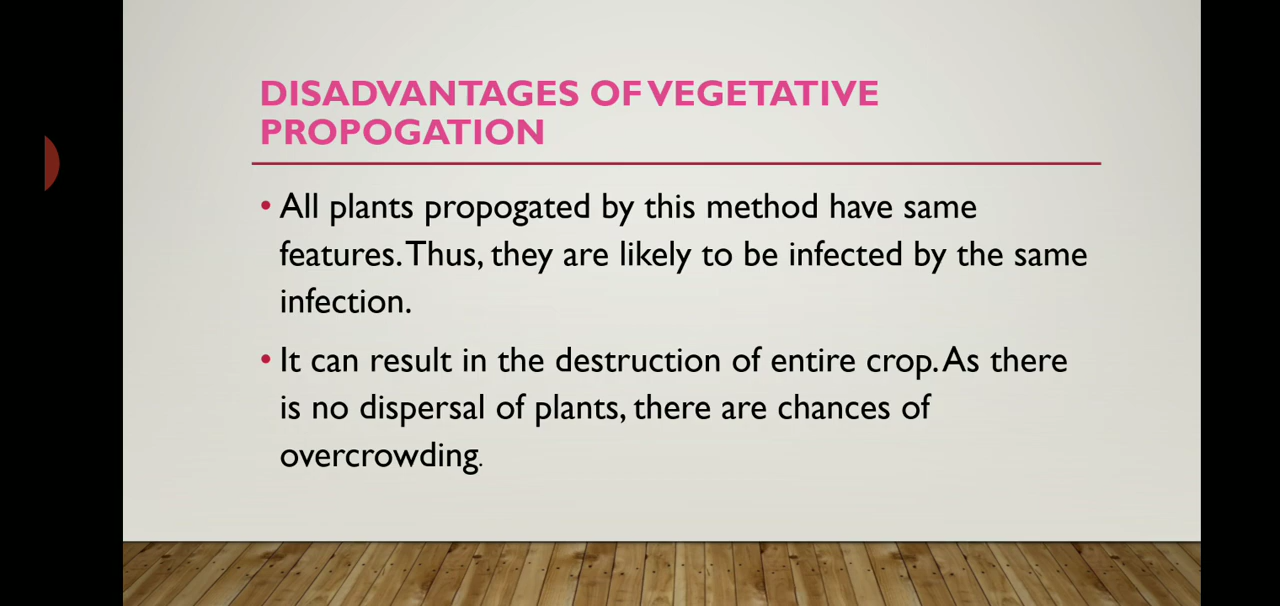 DISADVANTAGES OF VEGETATIVE
PROPOGATION
• All plants propogated by this method have same
features. Thus, they are likely to be infected by the same
infection.
• It can result in the destruction of entire crop. As there
is no dispersal of plants, there are chances of
overcrowding.